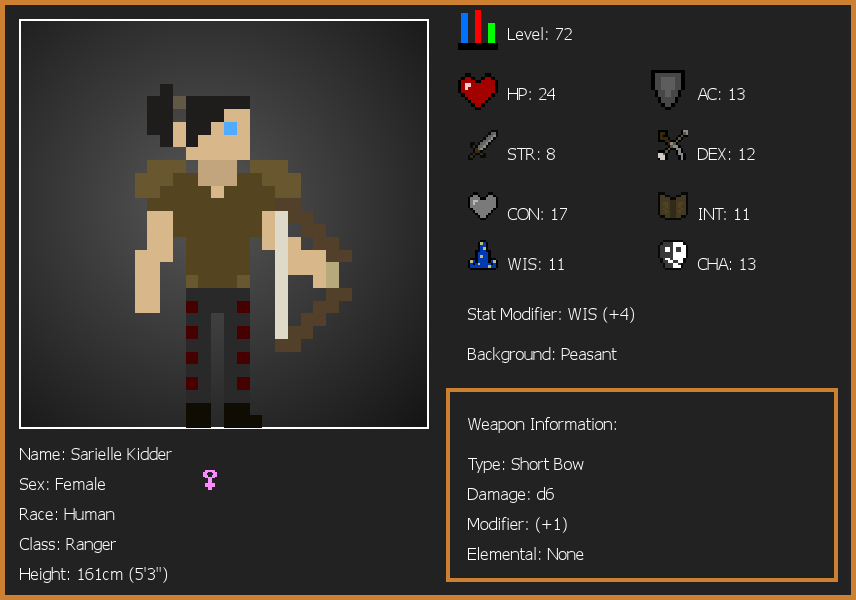 Level: 72
HP: 24
AC: 13
STR: 8
DEX: 12
CON: 17
INT: 11
WIS: 11
CHA: 13
Stat Modifier: WIS (+4)
Background: Peasant
Weapon Information:
Type: Short Bow
Damage: d6
Modifier: (+1)
Elemental: None
Name: Sarielle Kidder
Sex: Female
Race: Human
Class: Ranger
Height: 161cm (5'3")